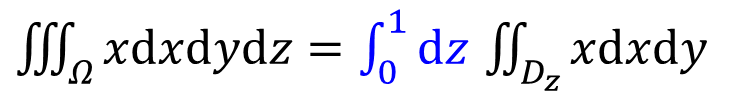 ∭_Ω xdxdydz = ∫_0^1 dz ∬_{D_z} xdxdy